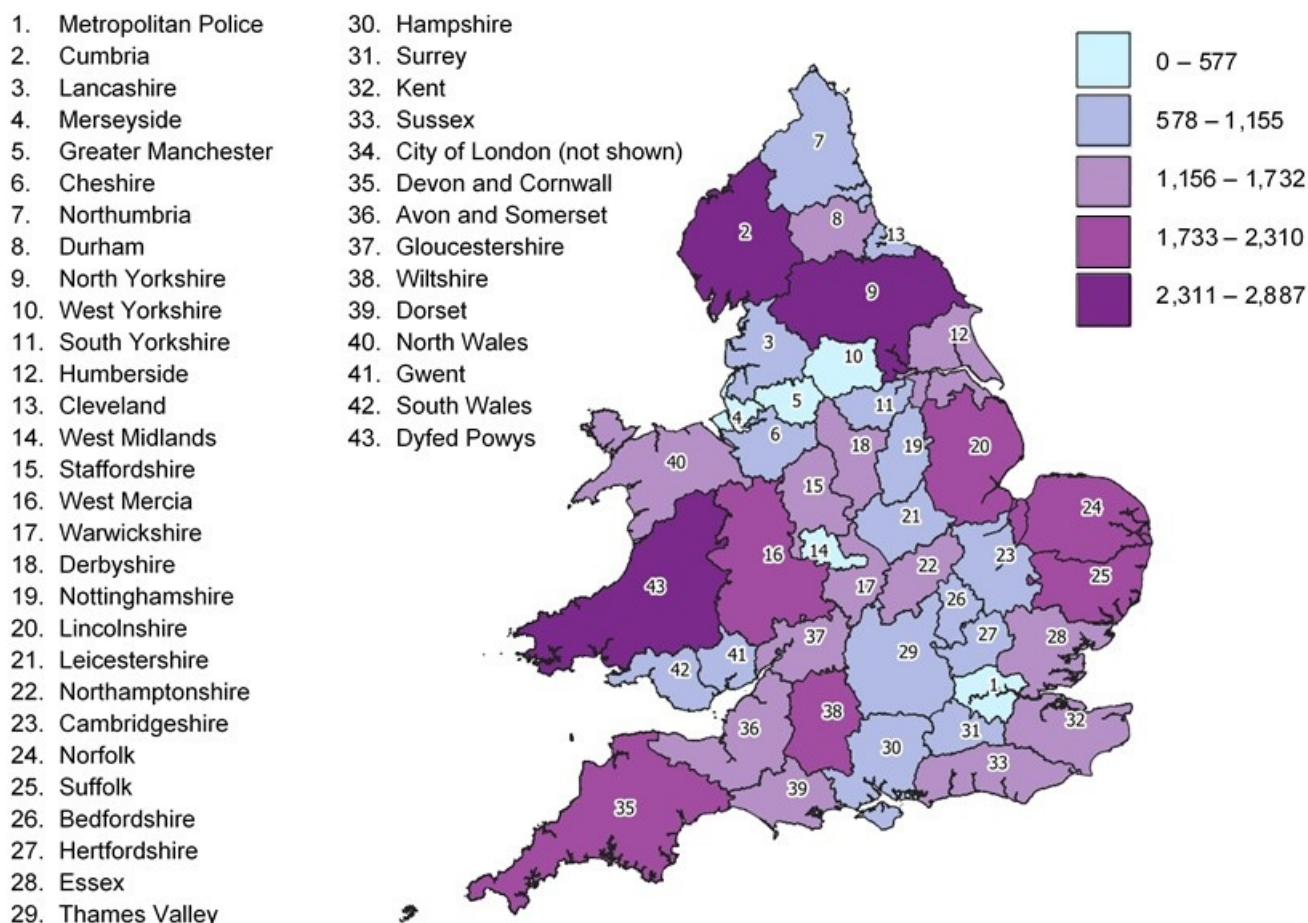 1. Metropolitan Police
2. Cumbria
3. Lancashire
4. Merseyside
5. Greater Manchester
6. Cheshire
7. Northumbria
8. Durham
9. North Yorkshire
10. West Yorkshire
11. South Yorkshire
12. Humberside
13. Cleveland
14. West Midlands
15. Staffordshire
16. West Mercia
17. Warwickshire
18. Derbyshire
19. Nottinghamshire
20. Lincolnshire
21. Leicestershire
22. Northamptonshire
23. Cambridgeshire
24. Norfolk
25. Suffolk
26. Bedfordshire
27. Hertfordshire
28. Essex
29. Thames Valley
30. Hampshire
31. Surrey
32. Kent
33. Sussex
34. City of London (not shown)
35. Devon and Cornwall
36. Avon and Somerset
37. Gloucestershire
38. Wiltshire
39. Dorset
40. North Wales
41. Gwent
42. South Wales
43. Dyfed Powys
0 – 577
578 – 1,155
1,156 – 1,732
1,733 – 2,310
2,311 – 2,887
7
8
2
13
9
12
3
10
5
4
11
6
18
19
20
40
15
24
21
14
16
23
22
25
17
43
26
27
28
37
29
41
42
1
38
32
36
31
30
33
39
35